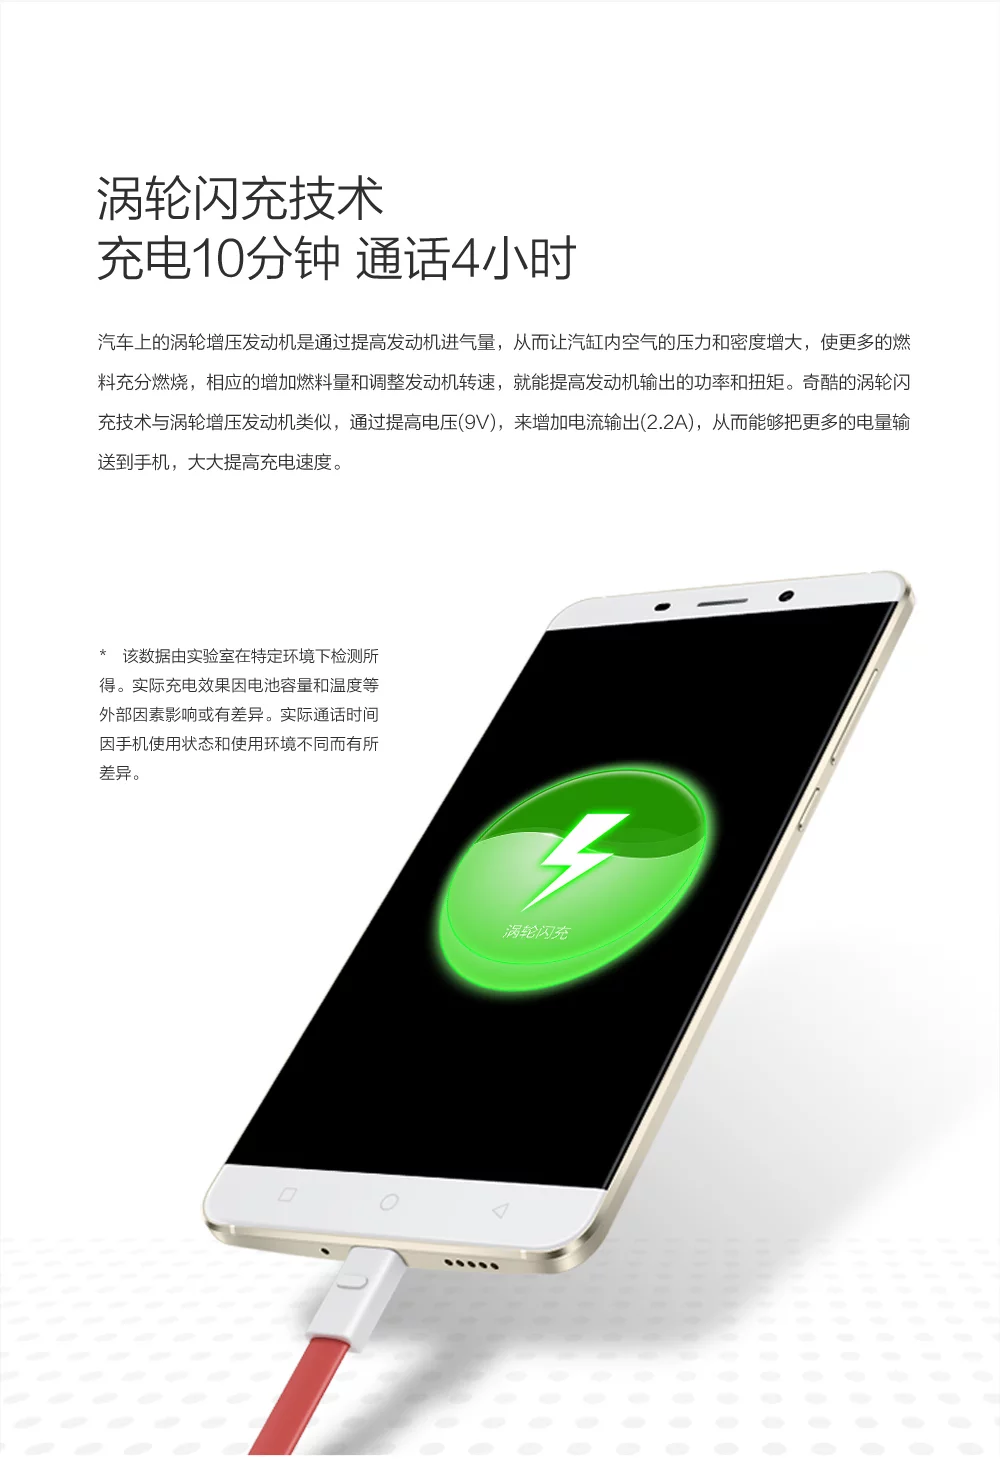 涡轮闪充技术
充电10分钟 通话4小时
汽车上的涡轮增压发动机是通过提高发动机进气量，从而让汽缸内空气的压力和密度增大，使更多的燃
料充分燃烧，相应的增加燃料量和调整发动机转速，就能提高发动机输出的功率和扭矩。奇酷的涡轮闪
充技术与涡轮增压发动机类似，通过提高电压(9V)，来增加电流输出(2.2A)，从而能够把更多的电量输
送到手机，大大提高充电速度。
* 该数据由实验室在特定环境下检测所
得。实际充电效果因电池容量和温度等
外部因素影响或有差异。实际通话时间
因手机使用状态和使用环境不同而有所
差异。
涡轮闪充